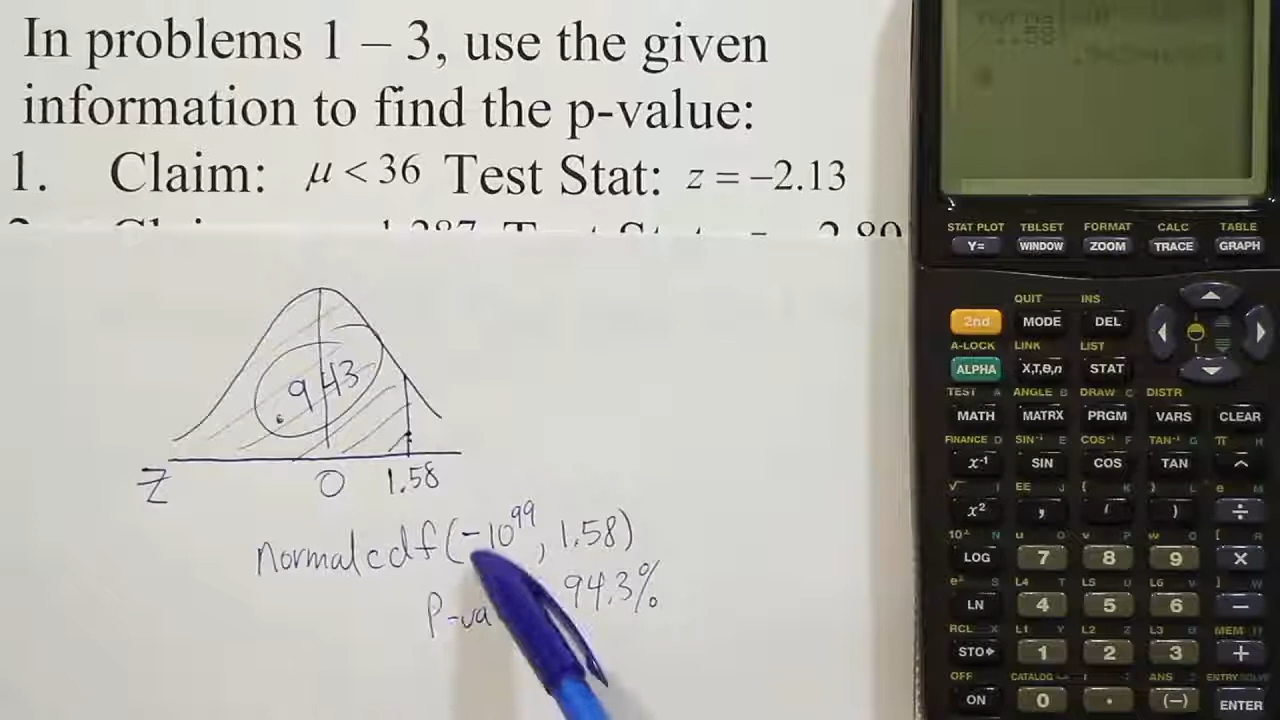 In problems 1 – 3, use the given
information to find the p-value:
1. Claim: μ < 36 Test Stat: z = −2.13
.943
Z 0 1.58
normalcdf(-10^99, 1.58)
P-va 94.3%
STAT PLOT TBLSET FORMAT CALC TABLE
Y= WINDOW ZOOM TRACE GRAPH
QUIT INS
2nd MODE DEL
A-LOCK LINK LIST
ALPHA X,T,θ,n STAT
TEST A ANGLE B DRAW C DISTR
MATH MATRX PRGM VARS CLEAR
FINANCE D SIN⁻¹ E COS⁻¹ F TAN⁻¹ G π H
x⁻¹ SIN COS TAN ^
√ I EE J { K } L e M
x² , ( ) ÷
10ˣ N u O v P w Q [ R
LOG 7 8 9 ×
eˣ S L4 T L5 U L6 V ] W
LN 4 5 6 −
RCL X L1 Y L2 Z L3 θ MEM "
STO 1 2 3 +
OFF CATALOG ANS ENTRY SOLVE
ON 0 . (−) ENTER